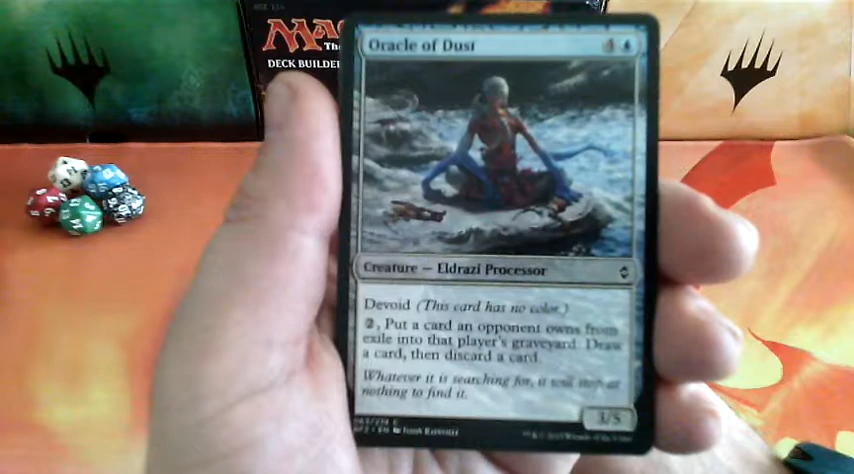 DECK BUILDER
Oracle of Dust
4
Creature — Eldrazi Processor
Devoid (This card has no color.)
2, Put a card an opponent owns from
exile into that player's graveyard. Draw
a card, then discard a card.
Whatever it is searching for, it will stop at
nothing to find it.
3/5